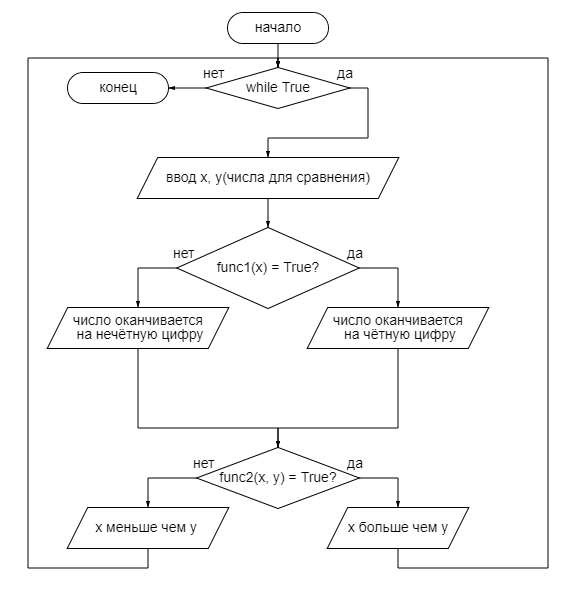 начало
нет
да
конец
while True
ввод x, y(числа для сравнения)
нет
да
func1(x) = True?
число оканчивается
на нечётную цифру
число оканчивается
на чётную цифру
нет
да
func2(x, y) = True?
x меньше чем y
x больше чем y